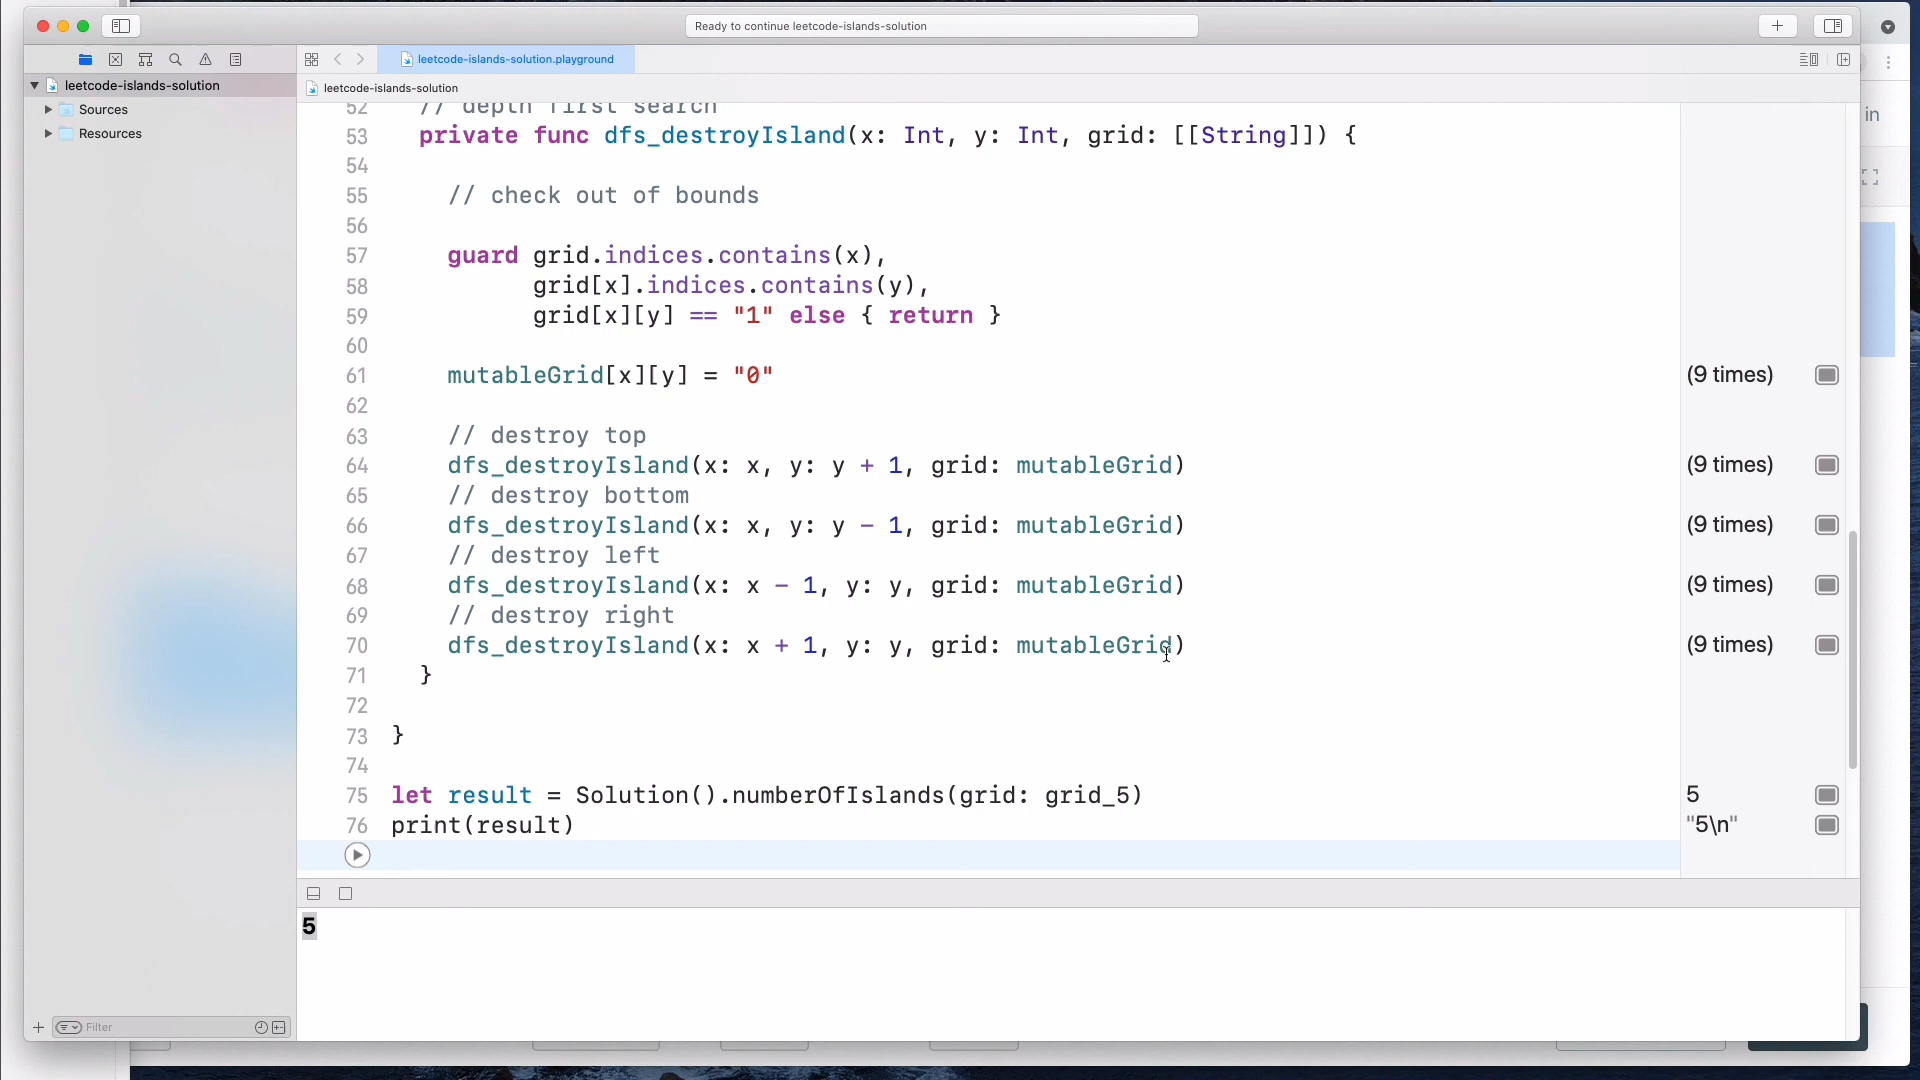 Ready to continue leetcode-islands-solution
leetcode-islands-solution.playground
leetcode-islands-solution
leetcode-islands-solution
Sources
Resources
in
52 // depth first search
53 private func dfs_destroyIsland(x: Int, y: Int, grid: [[String]]) {
54
55 // check out of bounds
56
57 guard grid.indices.contains(x),
58 grid[x].indices.contains(y),
59 grid[x][y] == "1" else { return }
60
61 mutableGrid[x][y] = "0" (9 times)
62
63 // destroy top
64 dfs_destroyIsland(x: x, y: y + 1, grid: mutableGrid) (9 times)
65 // destroy bottom
66 dfs_destroyIsland(x: x, y: y - 1, grid: mutableGrid) (9 times)
67 // destroy left
68 dfs_destroyIsland(x: x - 1, y: y, grid: mutableGrid) (9 times)
69 // destroy right
70 dfs_destroyIsland(x: x + 1, y: y, grid: mutableGrid) (9 times)
71 }
72
73 }
74
75 let result = Solution().numberOfIslands(grid: grid_5) 5
76 print(result) "5\n"
5
Filter